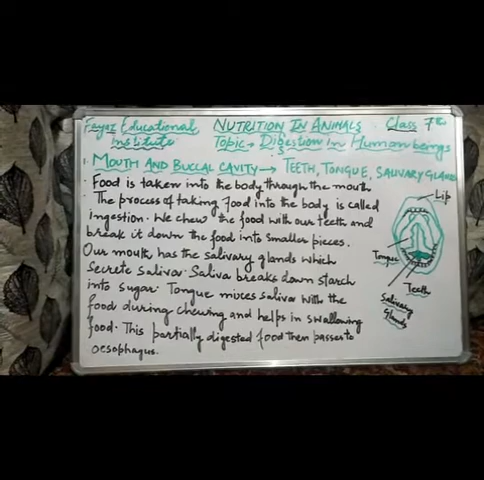 Fayaz Educational Institute
NUTRITION IN ANIMALS
Class 7th
Topic → Digestion in Human beings
MOUTH AND BUCCAL CAVITY → TEETH, TONGUE, SALIVARY GLANDS
Food is taken into the body through the mouth
The process of taking food into the body is called
ingestion. We chew the food with our teeth and
break it down the food into smaller pieces.
Our mouth has the salivary glands which
secrete saliva. Saliva breaks down starch
into sugar. Tongue mixes saliva with the
food during chewing and helps in swallowing
food. This partially digested food then passes to
oesophagus.
Lip
Tongue
Teeth
Salivary
Glands